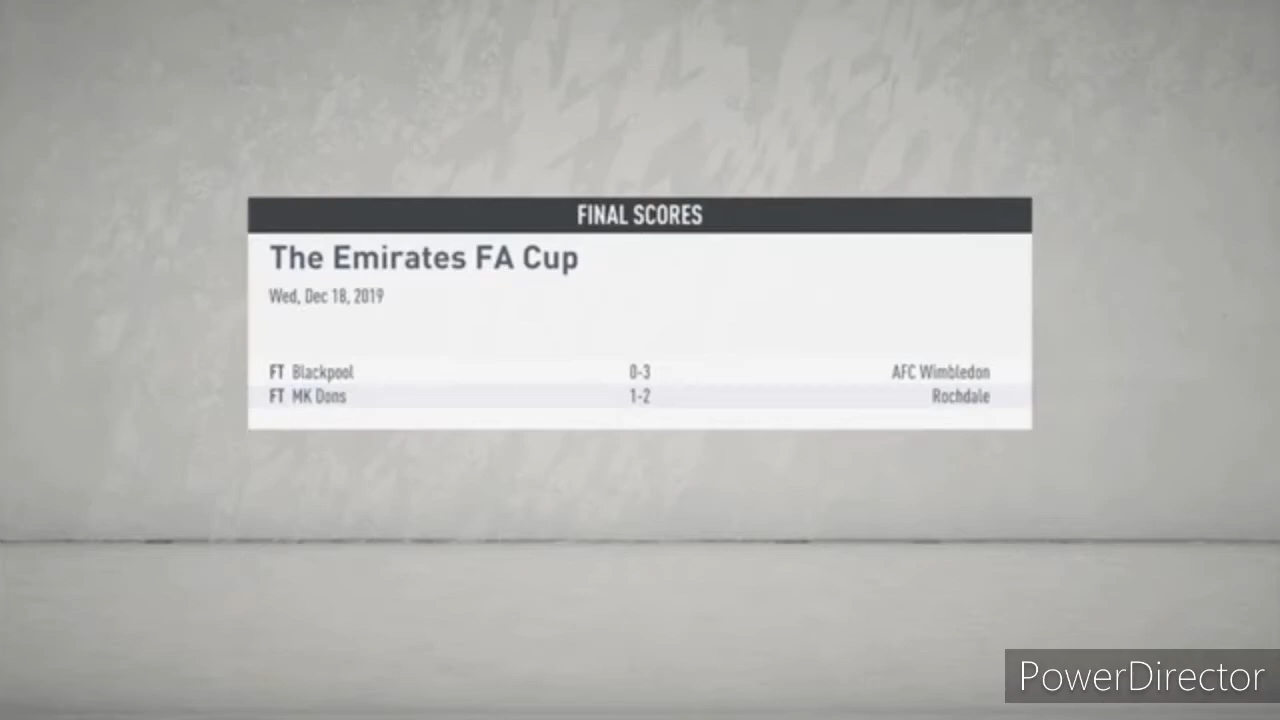 FINAL SCORES
The Emirates FA Cup
Wed, Dec 18, 2019
FT Blackpool 0-3 AFC Wimbledon
FT MK Dons 1-2 Rochdale
PowerDirector